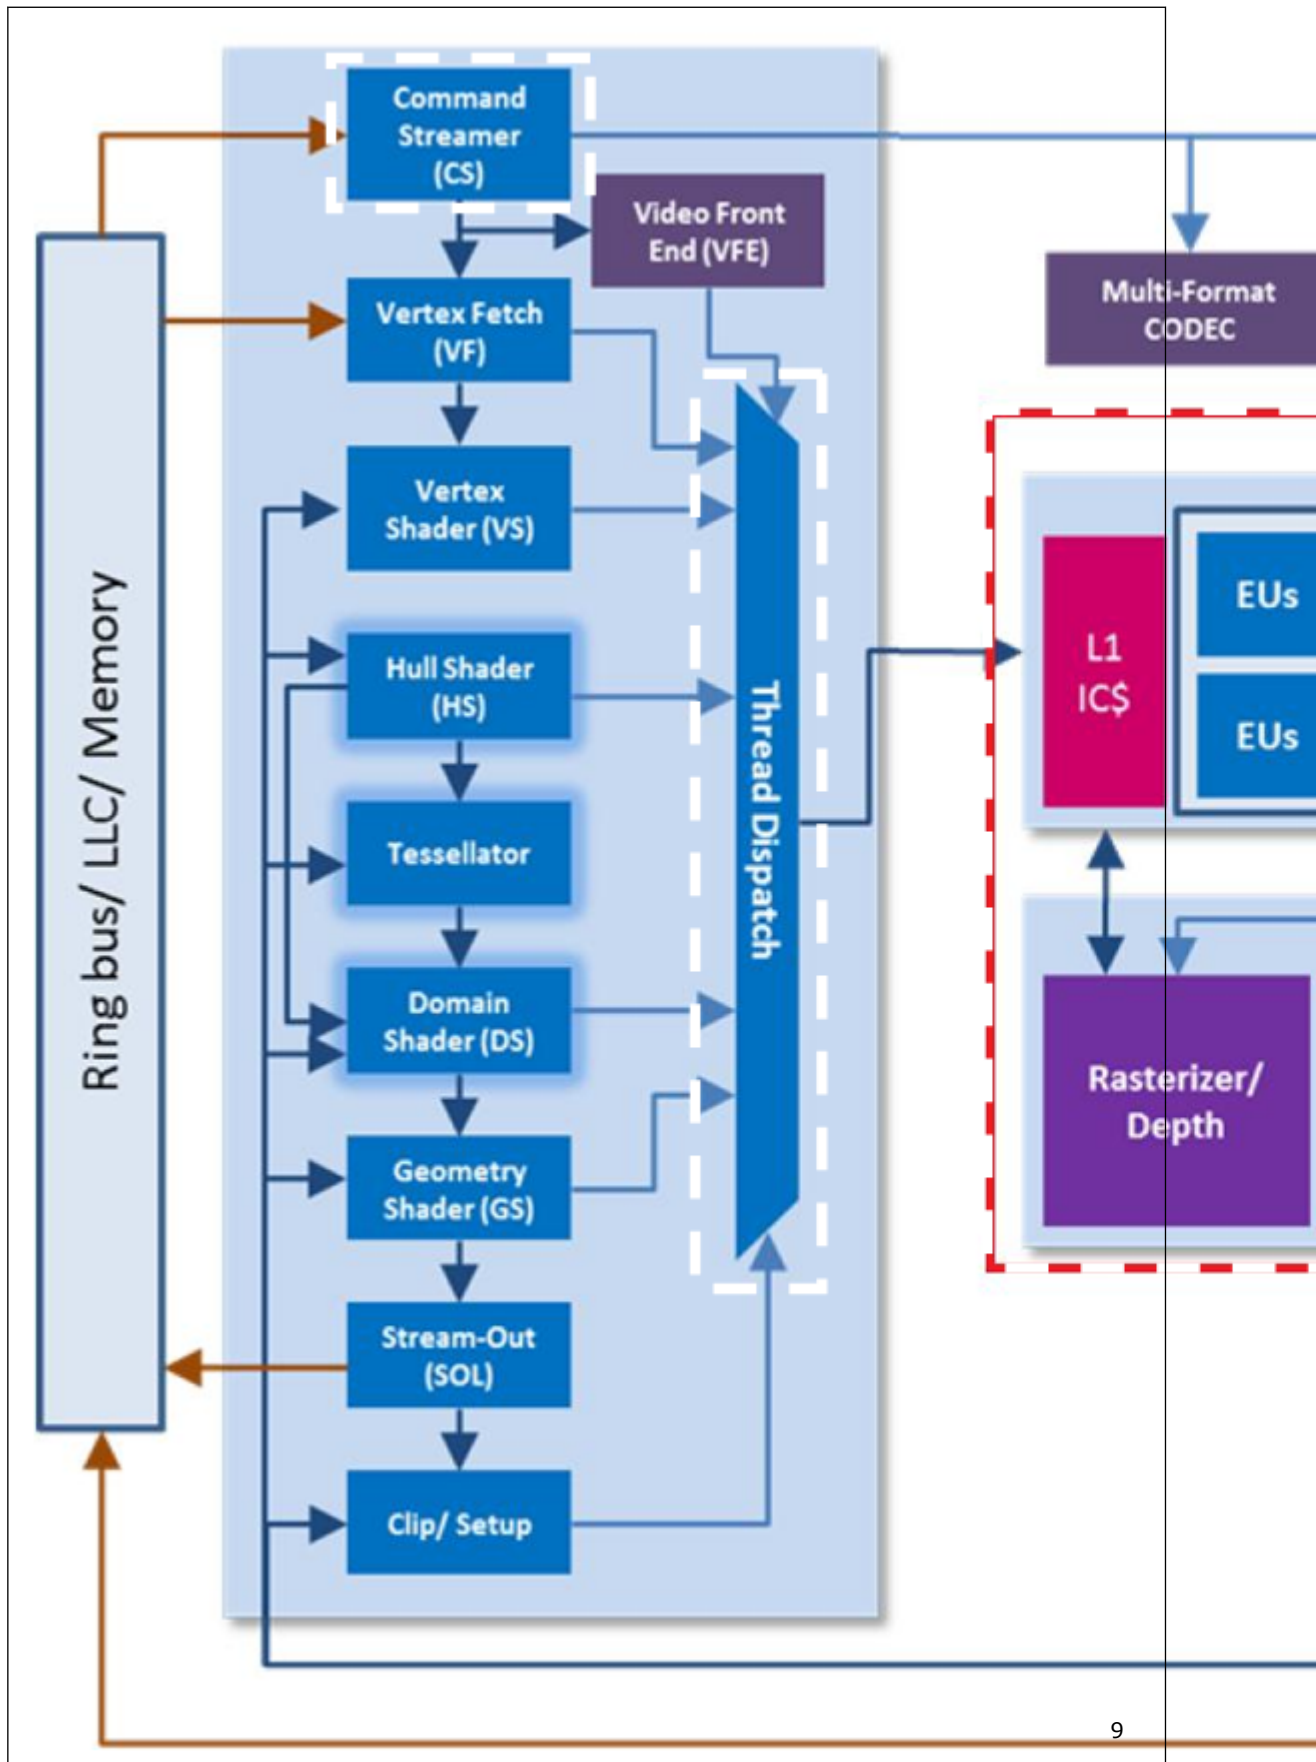 Command
Streamer
(CS)
Video Front
End (VFE)
Vertex Fetch
(VF)
Multi-Format
CODEC
Vertex
Shader (VS)
Hull Shader
(HS)
Tessellator
Domain
Shader (DS)
Geometry
Shader (GS)
Stream-Out
(SOL)
Clip/ Setup
Ring bus/ LLC/ Memory
Thread Dispatch
L1
IC$
EUs
EUs
Rasterizer/
Depth
9